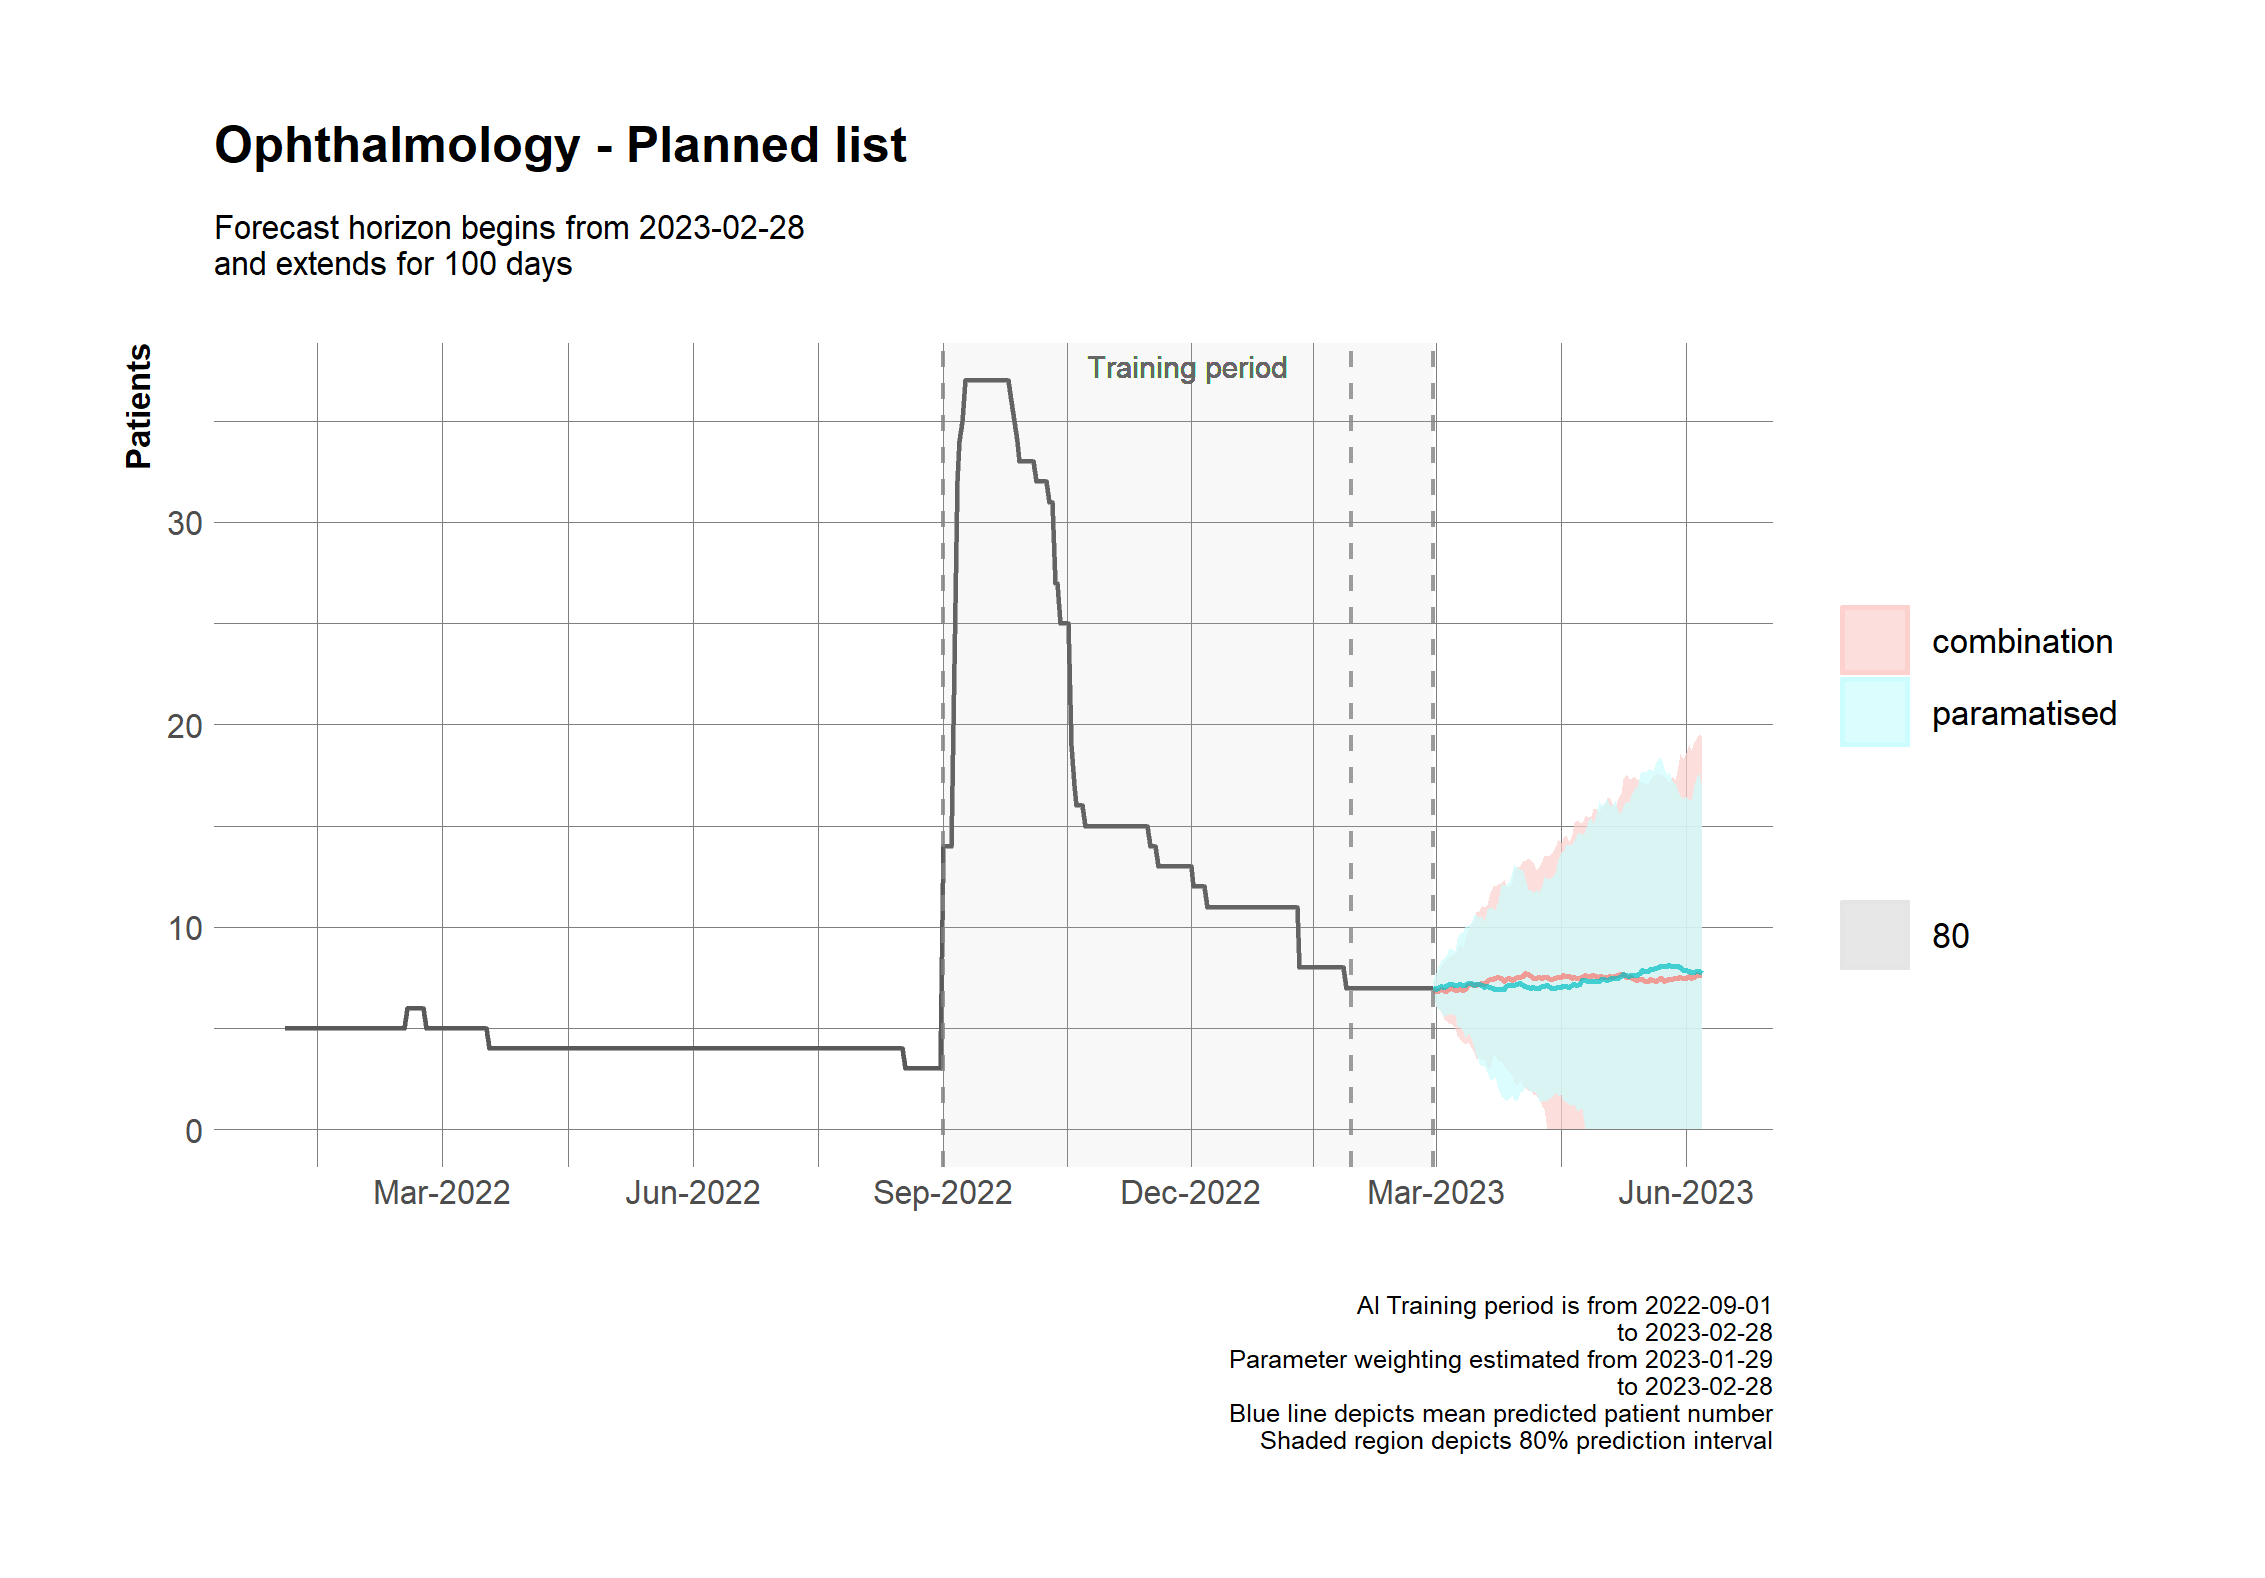 Ophthalmology - Planned list
Forecast horizon begins from 2023-02-28
and extends for 100 days
Patients
Training period
30
20
10
0
Mar-2022
Jun-2022
Sep-2022
Dec-2022
Mar-2023
Jun-2023
combination
paramatised
80
AI Training period is from 2022-09-01
to 2023-02-28
Parameter weighting estimated from 2023-01-29
to 2023-02-28
Blue line depicts mean predicted patient number
Shaded region depicts 80% prediction interval